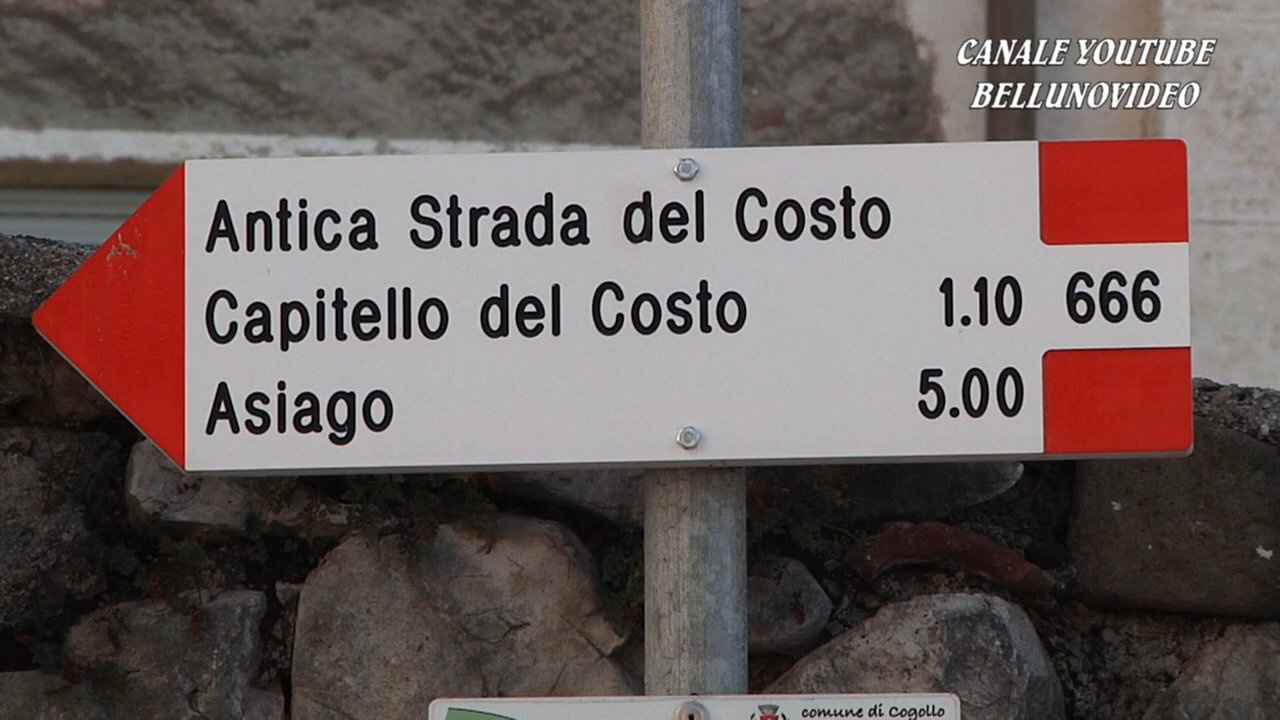 CANALE YOUTUBE
BELLUNOVIDEO
Antica Strada del Costo
Capitello del Costo 1.10 666
Asiago 5.00
comune di Cogollo